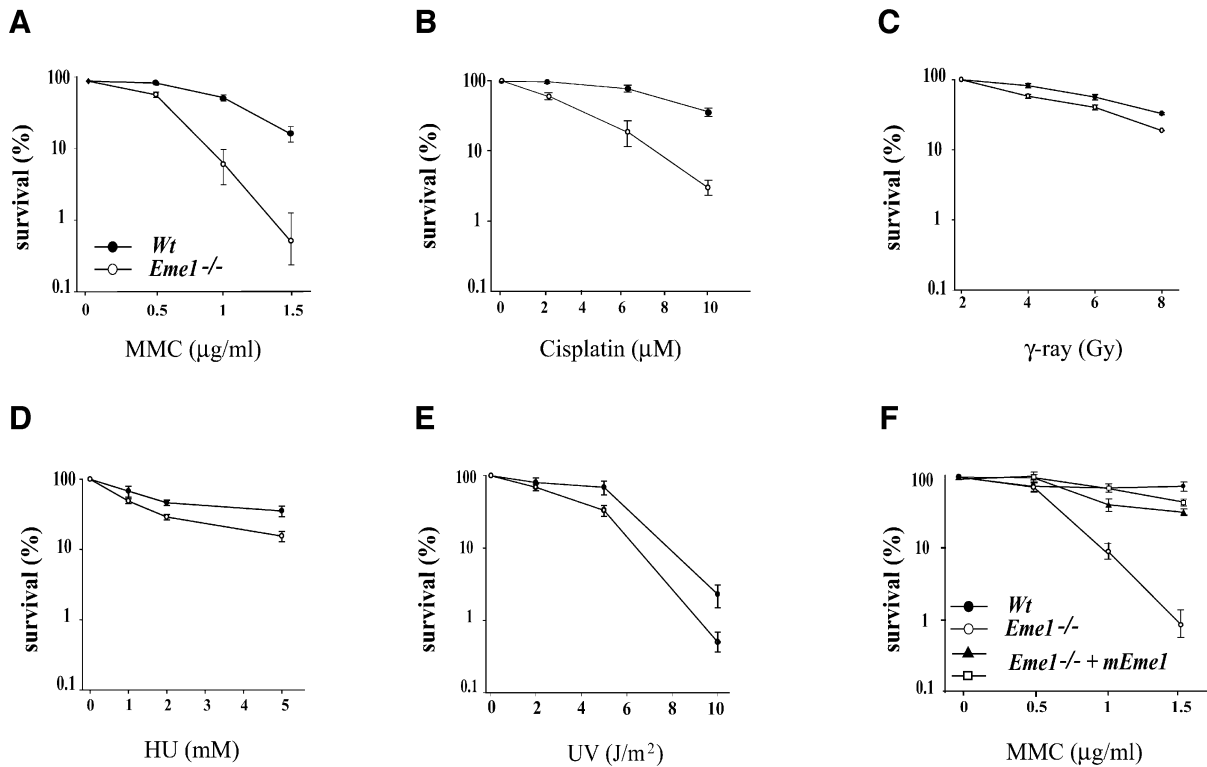 A
100
10
1
0.1
survival (%)
Wt
Eme1-/-
0 0.5 1 1.5
MMC (μg/ml)
B
100
10
1
0.1
survival (%)
0 2 4 6 8 10
Cisplatin (μM)
C
100
10
1
0.1
survival (%)
2 4 6 8
γ-ray (Gy)
D
100
10
1
0.1
survival (%)
0 1 2 3 4 5
HU (mM)
E
100
10
1
0.1
survival (%)
0 2 4 6 8 10
UV (J/m²)
F
100
10
1
0.1
survival (%)
Wt
Eme1-/-
Eme1-/- + mEme1
0 0.5 1 1.5
MMC (μg/ml)